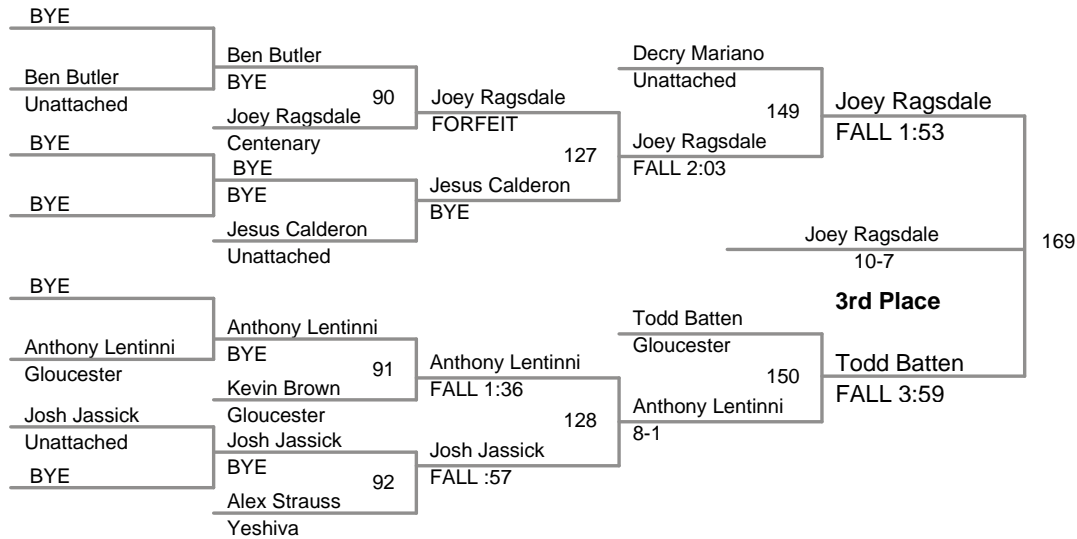 BYE
Ben Butler
Unattached
BYE
BYE
BYE
Anthony Lentinni
Gloucester
Josh Jassick
Unattached
BYE
Ben Butler
BYE
90
Joey Ragsdale
Centenary
BYE
BYE
Jesus Calderon
Unattached
Anthony Lentinni
BYE
91
Kevin Brown
Gloucester
Josh Jassick
BYE
92
Alex Strauss
Yeshiva
Joey Ragsdale
FORFEIT
127
Jesus Calderon
BYE
Anthony Lentinni
FALL 1:36
128
Josh Jassick
FALL :57
Decry Mariano
Unattached
149
Joey Ragsdale
FALL 2:03
Todd Batten
Gloucester
150
Anthony Lentinni
8-1
Joey Ragsdale
FALL 1:53
Joey Ragsdale
10-7
169
3rd Place
Todd Batten
FALL 3:59